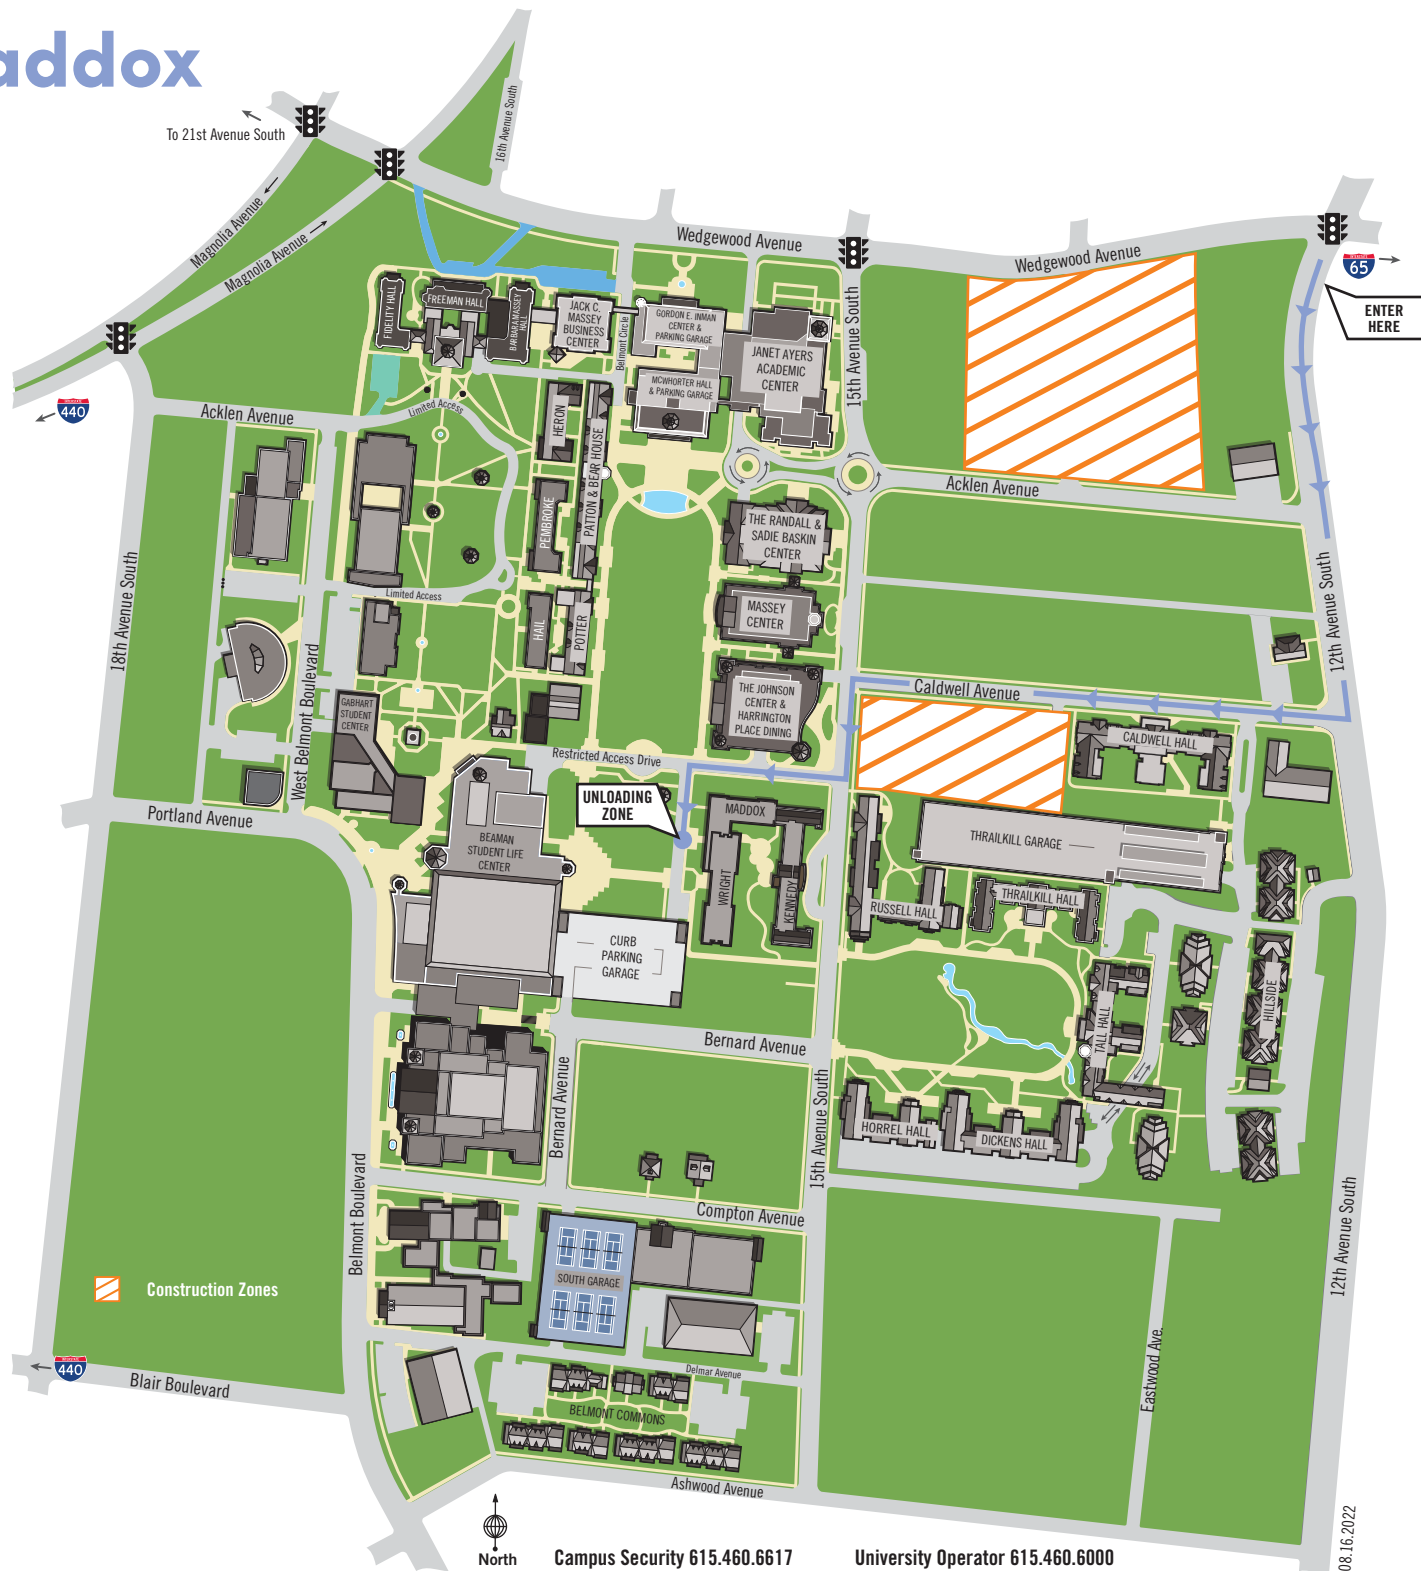 addox
To 21st Avenue South
16th Avenue South
Magnolia Avenue
Magnolia Avenue
Wedgewood Avenue
Wedgewood Avenue
65
ENTER
HERE
FIDELITY HALL
FREEMAN HALL
BARBARA MASSEY
HALL
JACK C.
MASSEY
BUSINESS
CENTER
Belmont Circle
GORDON E. INMAN
CENTER &
PARKING GARAGE
MCWHORTER HALL
& PARKING GARAGE
JANET AYERS
ACADEMIC
CENTER
15th Avenue South
440
Acklen Avenue
Limited Access
HERON
PATTON & BEAR HOUSE
PEMBROKE
Acklen Avenue
THE RANDALL &
SADIE BASKIN
CENTER
18th Avenue South
Limited Access
HAIL
POTTER
MASSEY
CENTER
12th Avenue South
West Belmont Boulevard
GABHART
STUDENT
CENTER
THE JOHNSON
CENTER &
HARRINGTON
PLACE DINING
Caldwell Avenue
CALDWELL HALL
Restricted Access Drive
UNLOADING
ZONE
Portland Avenue
BEAMAN
STUDENT LIFE
CENTER
MADDOX
WRIGHT
KENNEDY
THRAILKILL GARAGE
RUSSELL HALL
THRAILKILL HALL
CURB
PARKING
GARAGE
HILLSIDE
TALL HALL
Bernard Avenue
Bernard Avenue
15th Avenue South
HORREL HALL
DICKENS HALL
Belmont Boulevard
Compton Avenue
12th Avenue South
SOUTH GARAGE
Construction Zones
440
Blair Boulevard
Delmar Avenue
BELMONT COMMONS
Eastwood Ave.
Ashwood Avenue
North
Campus Security 615.460.6617
University Operator 615.460.6000
08.16.2022